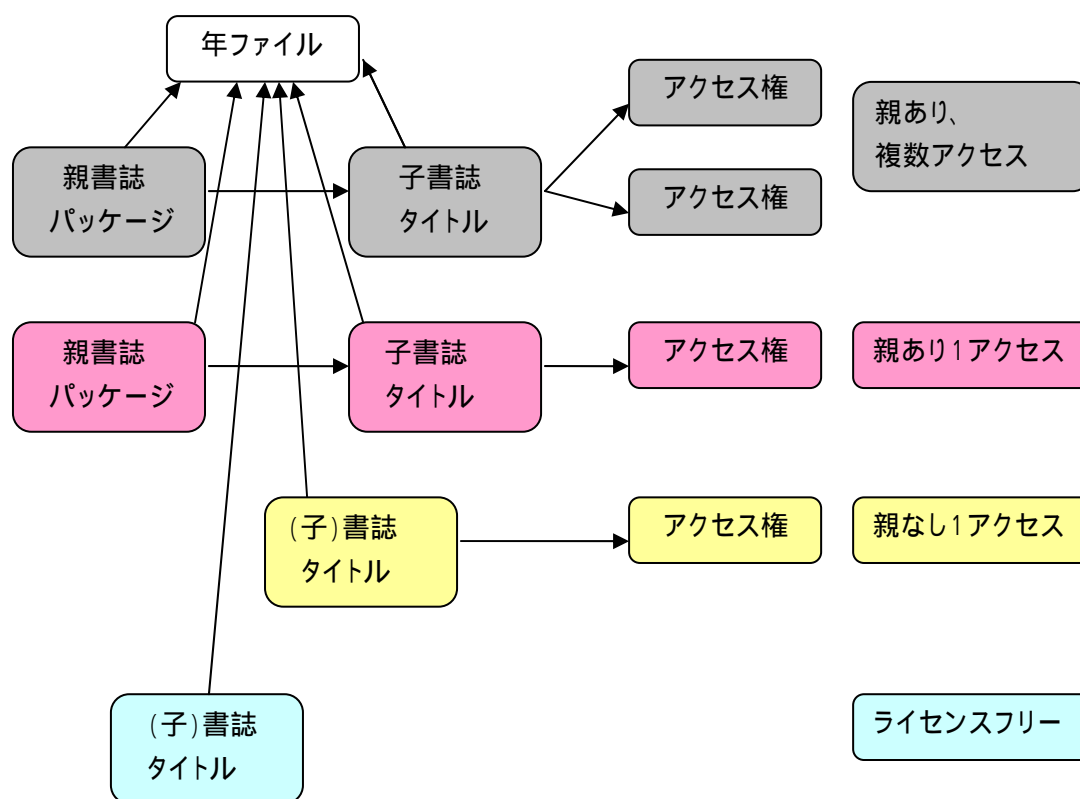 年ファイル
アクセス権
親あり、
複数アクセス
親書誌
パッケージ
子書誌
タイトル
アクセス権
親書誌
パッケージ
子書誌
タイトル
アクセス権
親あり1アクセス
(子)書誌
タイトル
アクセス権
親なし1アクセス
(子)書誌
タイトル
ライセンスフリー